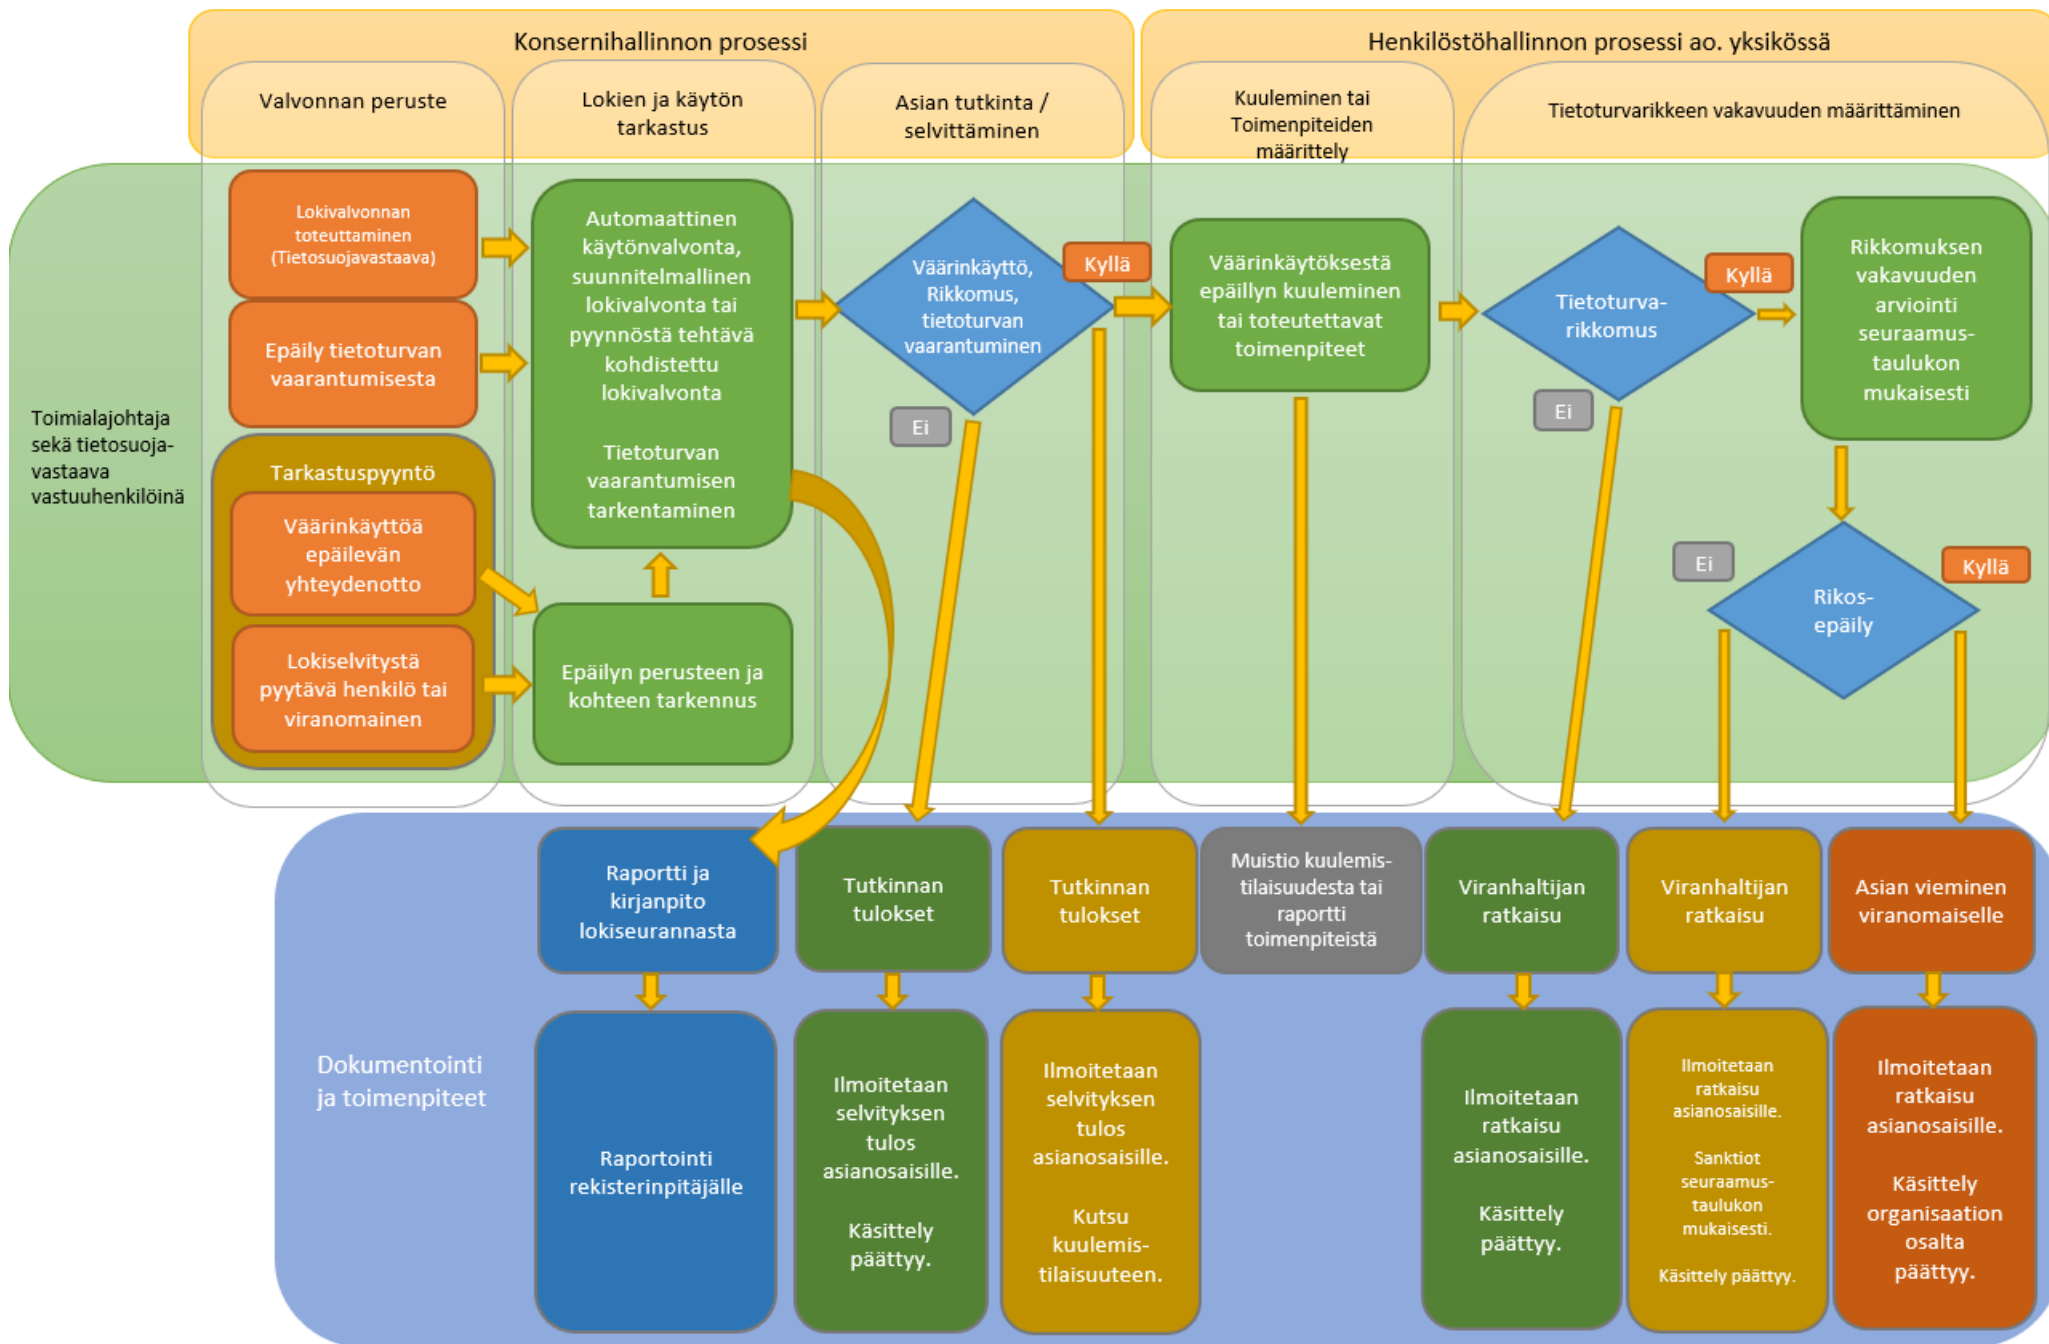 Konsernihallinnon prosessi
Henkilöstöhallinnon prosessi ao. yksikössä
Valvonnan peruste
Lokien ja käytön
tarkastus
Asian tutkinta /
selvittäminen
Kuuleminen tai
Toimenpiteiden
määrittely
Tietoturvarikkeen vakavuuden määrittäminen
Toimialajohtaja
sekä tietosuoja-
vastaava
vastuuhenkilöinä
Lokivalvonnan
toteuttaminen
(Tietosuojavastaava)
Epäily tietoturvan
vaarantumisesta
Tarkastuspyyntö
Väärinkäyttöä
epäilevän
yhteydenotto
Lokiselvitystä
pyytävä henkilö tai
viranomainen
Automaattinen
käytönvalvonta,
suunnitelmallinen
lokivalvonta tai
pyynnöstä tehtävä
kohdistettu
lokivalvonta
Tietoturvan
vaarantumisen
tarkentaminen
Epäilyn perusteen ja
kohteen tarkennus
Väärinkäyttö,
Rikkomus,
tietoturvan
vaarantuminen
Kyllä
Ei
Väärinkäytöksestä
epäillyn kuuleminen
tai toteutettavat
toimenpiteet
Tietoturva-
rikkomus
Kyllä
Ei
Rikkomuksen
vakavuuden
arviointi
seuraamus-
taulukon
mukaisesti
Ei
Kyllä
Rikos-
epäily
Dokumentointi
ja toimenpiteet
Raportti ja
kirjanpito
lokiseurannasta
Tutkinnan
tulokset
Tutkinnan
tulokset
Muistio kuulemis-
tilaisuudesta tai
raportti
toimenpiteistä
Viranhaltijan
ratkaisu
Viranhaltijan
ratkaisu
Asian vieminen
viranomaiselle
Raportointi
rekisterinpitäjälle
Ilmoitetaan
selvityksen
tulos
asianosaisille.
Käsittely
päättyy.
Ilmoitetaan
selvityksen
tulos
asianosaisille.
Kutsu
kuulemis-
tilaisuuteen.
Ilmoitetaan
ratkaisu
asianosaisille.
Käsittely
päättyy.
Ilmoitetaan
ratkaisu
asianosaisille.
Sanktiot
seuraamus-
taulukon
mukaisesti.
Käsittely päättyy.
Ilmoitetaan
ratkaisu
asianosaisille.
Käsittely
organisaation
osalta
päättyy.